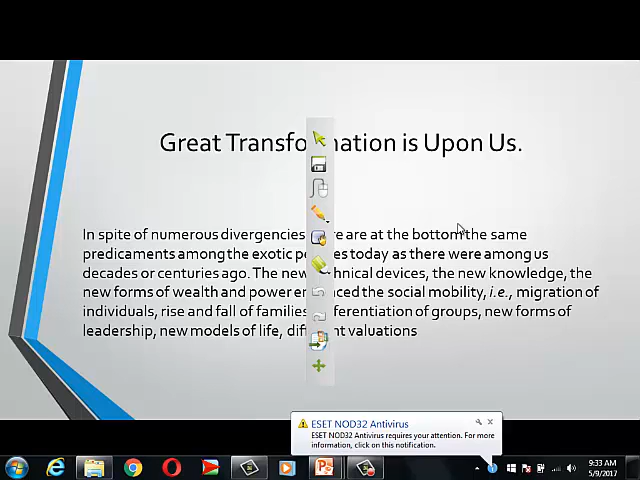 Great Transfo mation is Upon Us.
In spite of numerous divergencies re are at the bottom the same
predicaments among the exotic pe es today as there were among us
decades or centuries ago. The new chnical devices, the new knowledge, the
new forms of wealth and power en ced the social mobility, i.e., migration of
individuals, rise and fall of families ferentiation of groups, new forms of
leadership, new models of life, diff nt valuations
ESET NOD32 Antivirus
ESET NOD32 Antivirus requires your attention. For more
information, click on this notification.
9:33 AM
5/9/2017